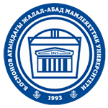 Б.ОСМОНОВ АТЫНДАГЫ ЖАЛАЛ-АБАД МАМЛЕКЕТТИК УНИВЕРСИТЕТИ
1993